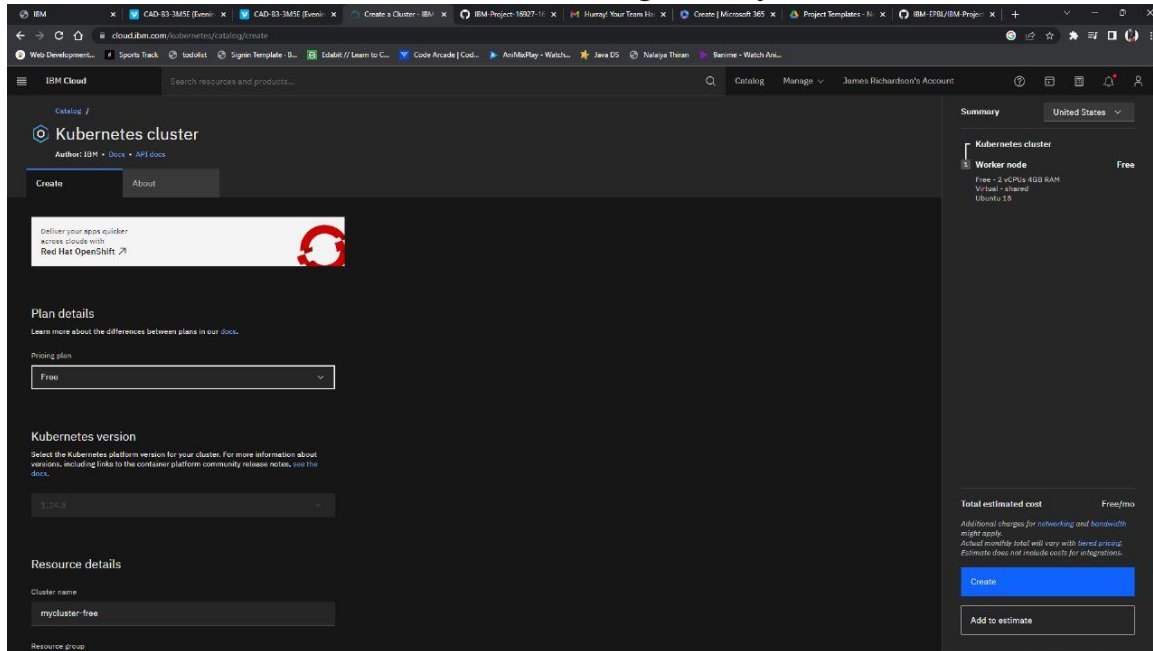 IBM
CAD-B3-3M5E (Evenin
CAD-B3-3M5E (Evenin
Create a Cluster - IBM
IBM-Project-16927-16
Hurray! Your Team Ha
Create | Microsoft 365
Project Templates - N
IBM-EPBL/IBM-Project
cloud.ibm.com/kubernetes/catalog/create
Web Development...
Sports Track
todolist
Signin Template - B...
Edabit // Learn to C...
Code Arcade | Cod...
AniMixPlay - Watch...
Java DS
Nalaiya Thiran
9anime - Watch Ani...
IBM Cloud
Search resources and products...
Catalog
Manage
James Richardson's Account
Catalog /
Kubernetes cluster
Author: IBM • Docs • API docs
Create
About
Deliver your apps quicker
across clouds with
Red Hat OpenShift
Plan details
Learn more about the differences between plans in our docs.
Pricing plan
Free
Kubernetes version
Select the Kubernetes platform version for your cluster. For more information about
versions, including links to the container platform community release notes, see the
docs.
1.24.8
Resource details
Cluster name
mycluster-free
Resource group
Summary
United States
Kubernetes cluster
1 Worker node Free
Free - 2 vCPUs 4GB RAM
Virtual - shared
Ubuntu 18
Total estimated cost Free/mo
Additional charges for networking and bandwidth
might apply.
Actual monthly total will vary with tiered pricing.
Estimate does not include costs for integrations.
Create
Add to estimate